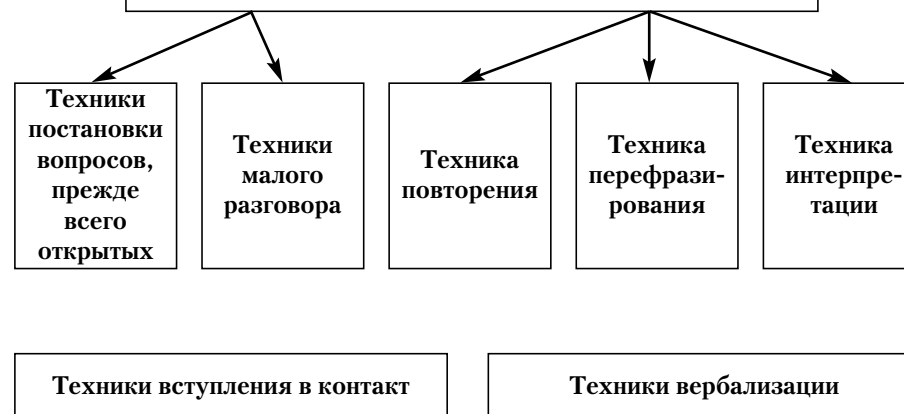 Техники
постановки
вопросов,
прежде
всего
открытых
Техники
малого
разговора
Техника
повторения
Техника
перефрази-
рования
Техника
интерпре-
тации
Техники вступления в контакт
Техники вербализации